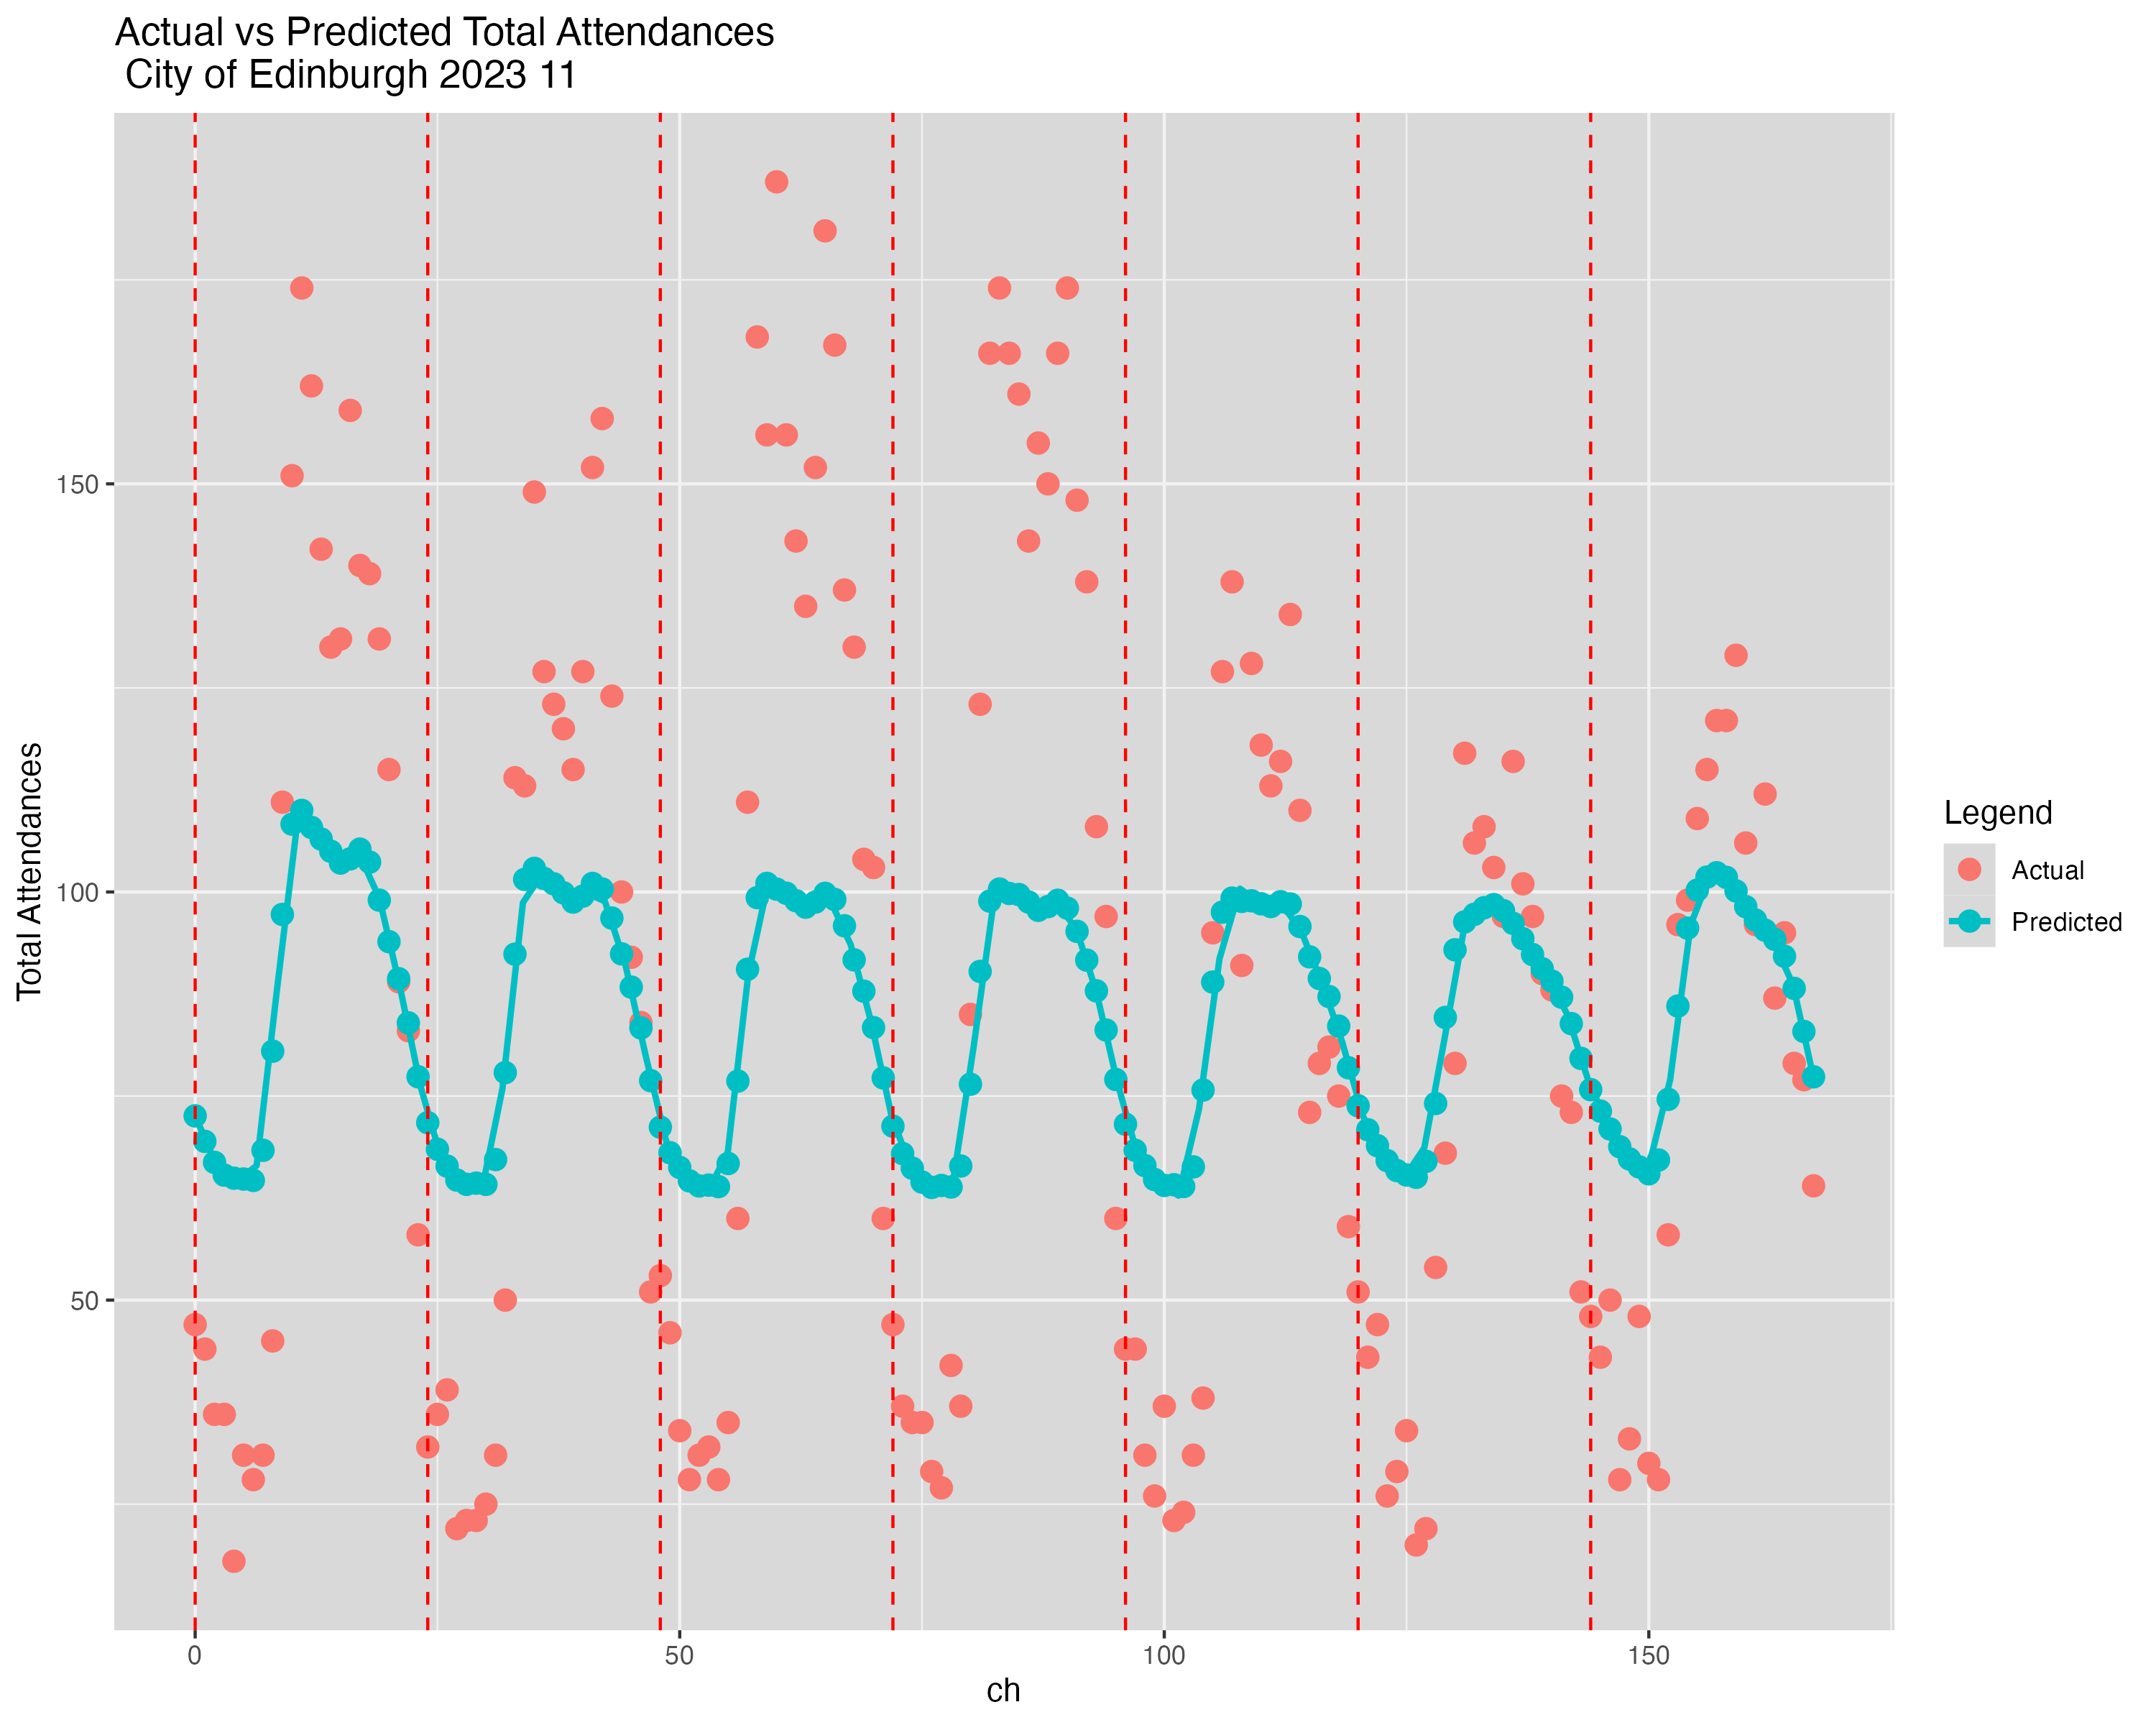 Actual vs Predicted Total Attendances
City of Edinburgh 2023 11
Total Attendances
150
100
50
0
50
100
150
ch
Legend
Actual
Predicted